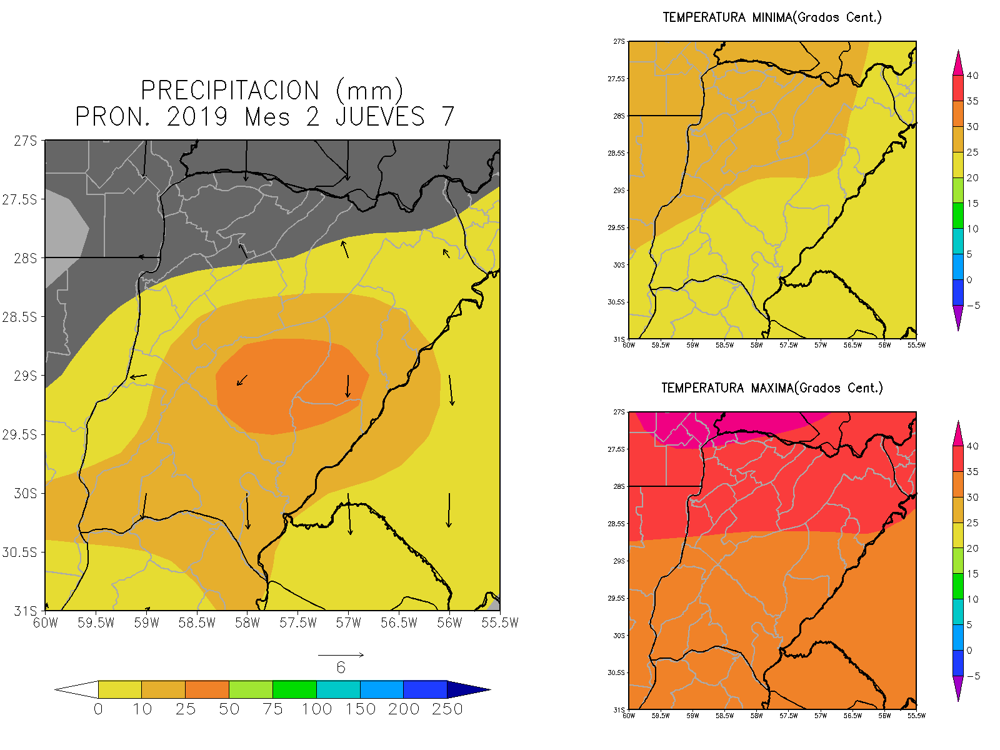 PRECIPITACION (mm)
PRON. 2019 Mes 2 JUEVES 7
27S
27.5S
28S
28.5S
29S
29.5S
30S
30.5S
31S
60W 59.5W 59W 58.5W 58W 57.5W 57W 56.5W 56W 55.5W
6
0 10 25 50 75 100 150 200 250
TEMPERATURA MINIMA(Grados Cent.)
27S
27.5S
28S
28.5S
29S
29.5S
30S
30.5S
31S
60W 59.5W 59W 58.5W 58W 57.5W 57W 56.5W 56W 55.5W
40
35
30
25
20
15
10
5
0
-5
TEMPERATURA MAXIMA(Grados Cent.)
27S
27.5S
28S
28.5S
29S
29.5S
30S
30.5S
31S
60W 59.5W 59W 58.5W 58W 57.5W 57W 56.5W 56W 55.5W
40
35
30
25
20
15
10
5
0
-5